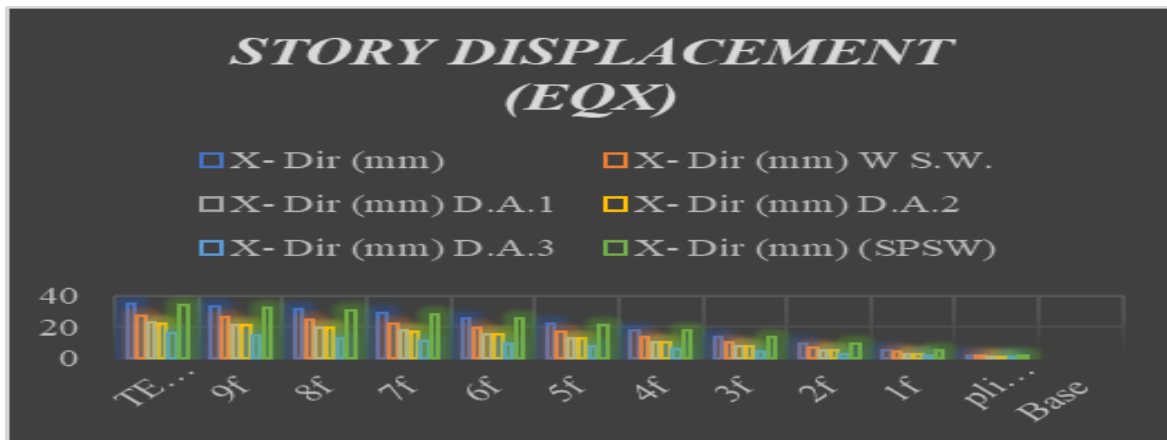 STORY DISPLACEMENT
(EQX)
X- Dir (mm) X- Dir (mm) W S.W.
X- Dir (mm) D.A.1 X- Dir (mm) D.A.2
X- Dir (mm) D.A.3 X- Dir (mm) (SPSW)
40
20
0
TE... 9f 8f 7f 6f 5f 4f 3f 2f 1f pli... Base